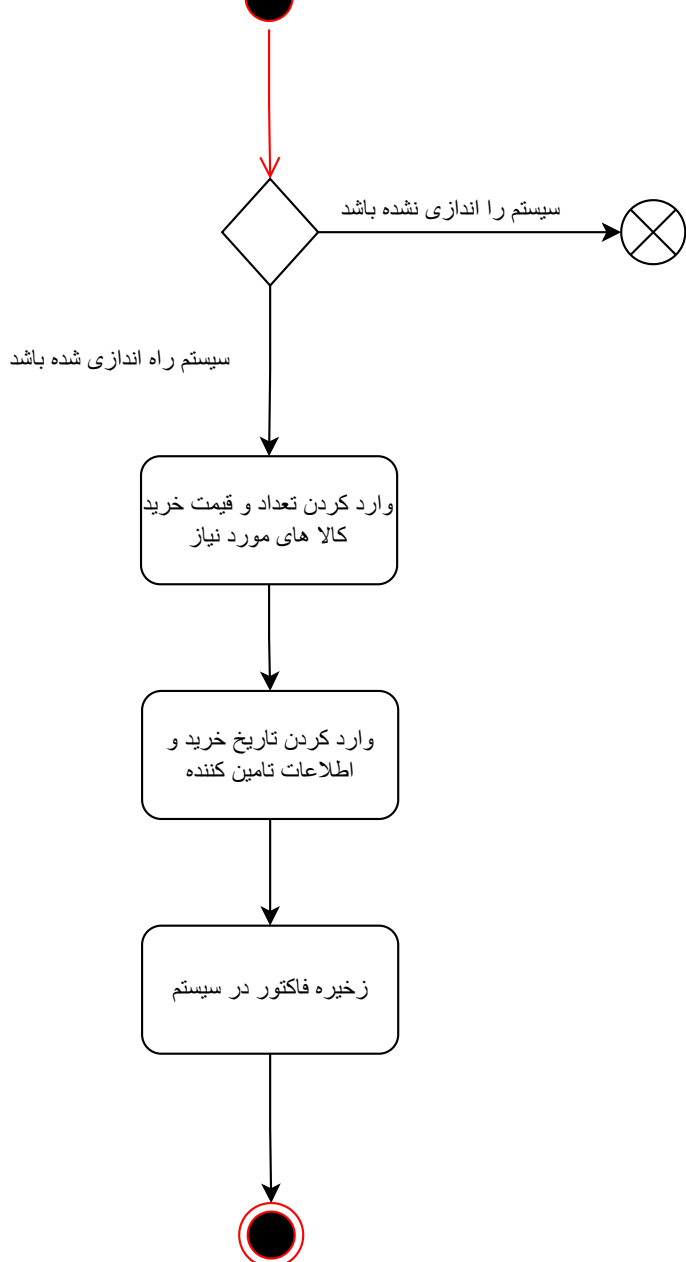 سیستم را اندازی نشده باشد
سیستم راه اندازی شده باشد
وارد کردن تعداد و قیمت خرید
کالا های مورد نیاز
وارد کردن تاریخ خرید و
اطلاعات تامین کننده
زخیره فاکتور در سیستم